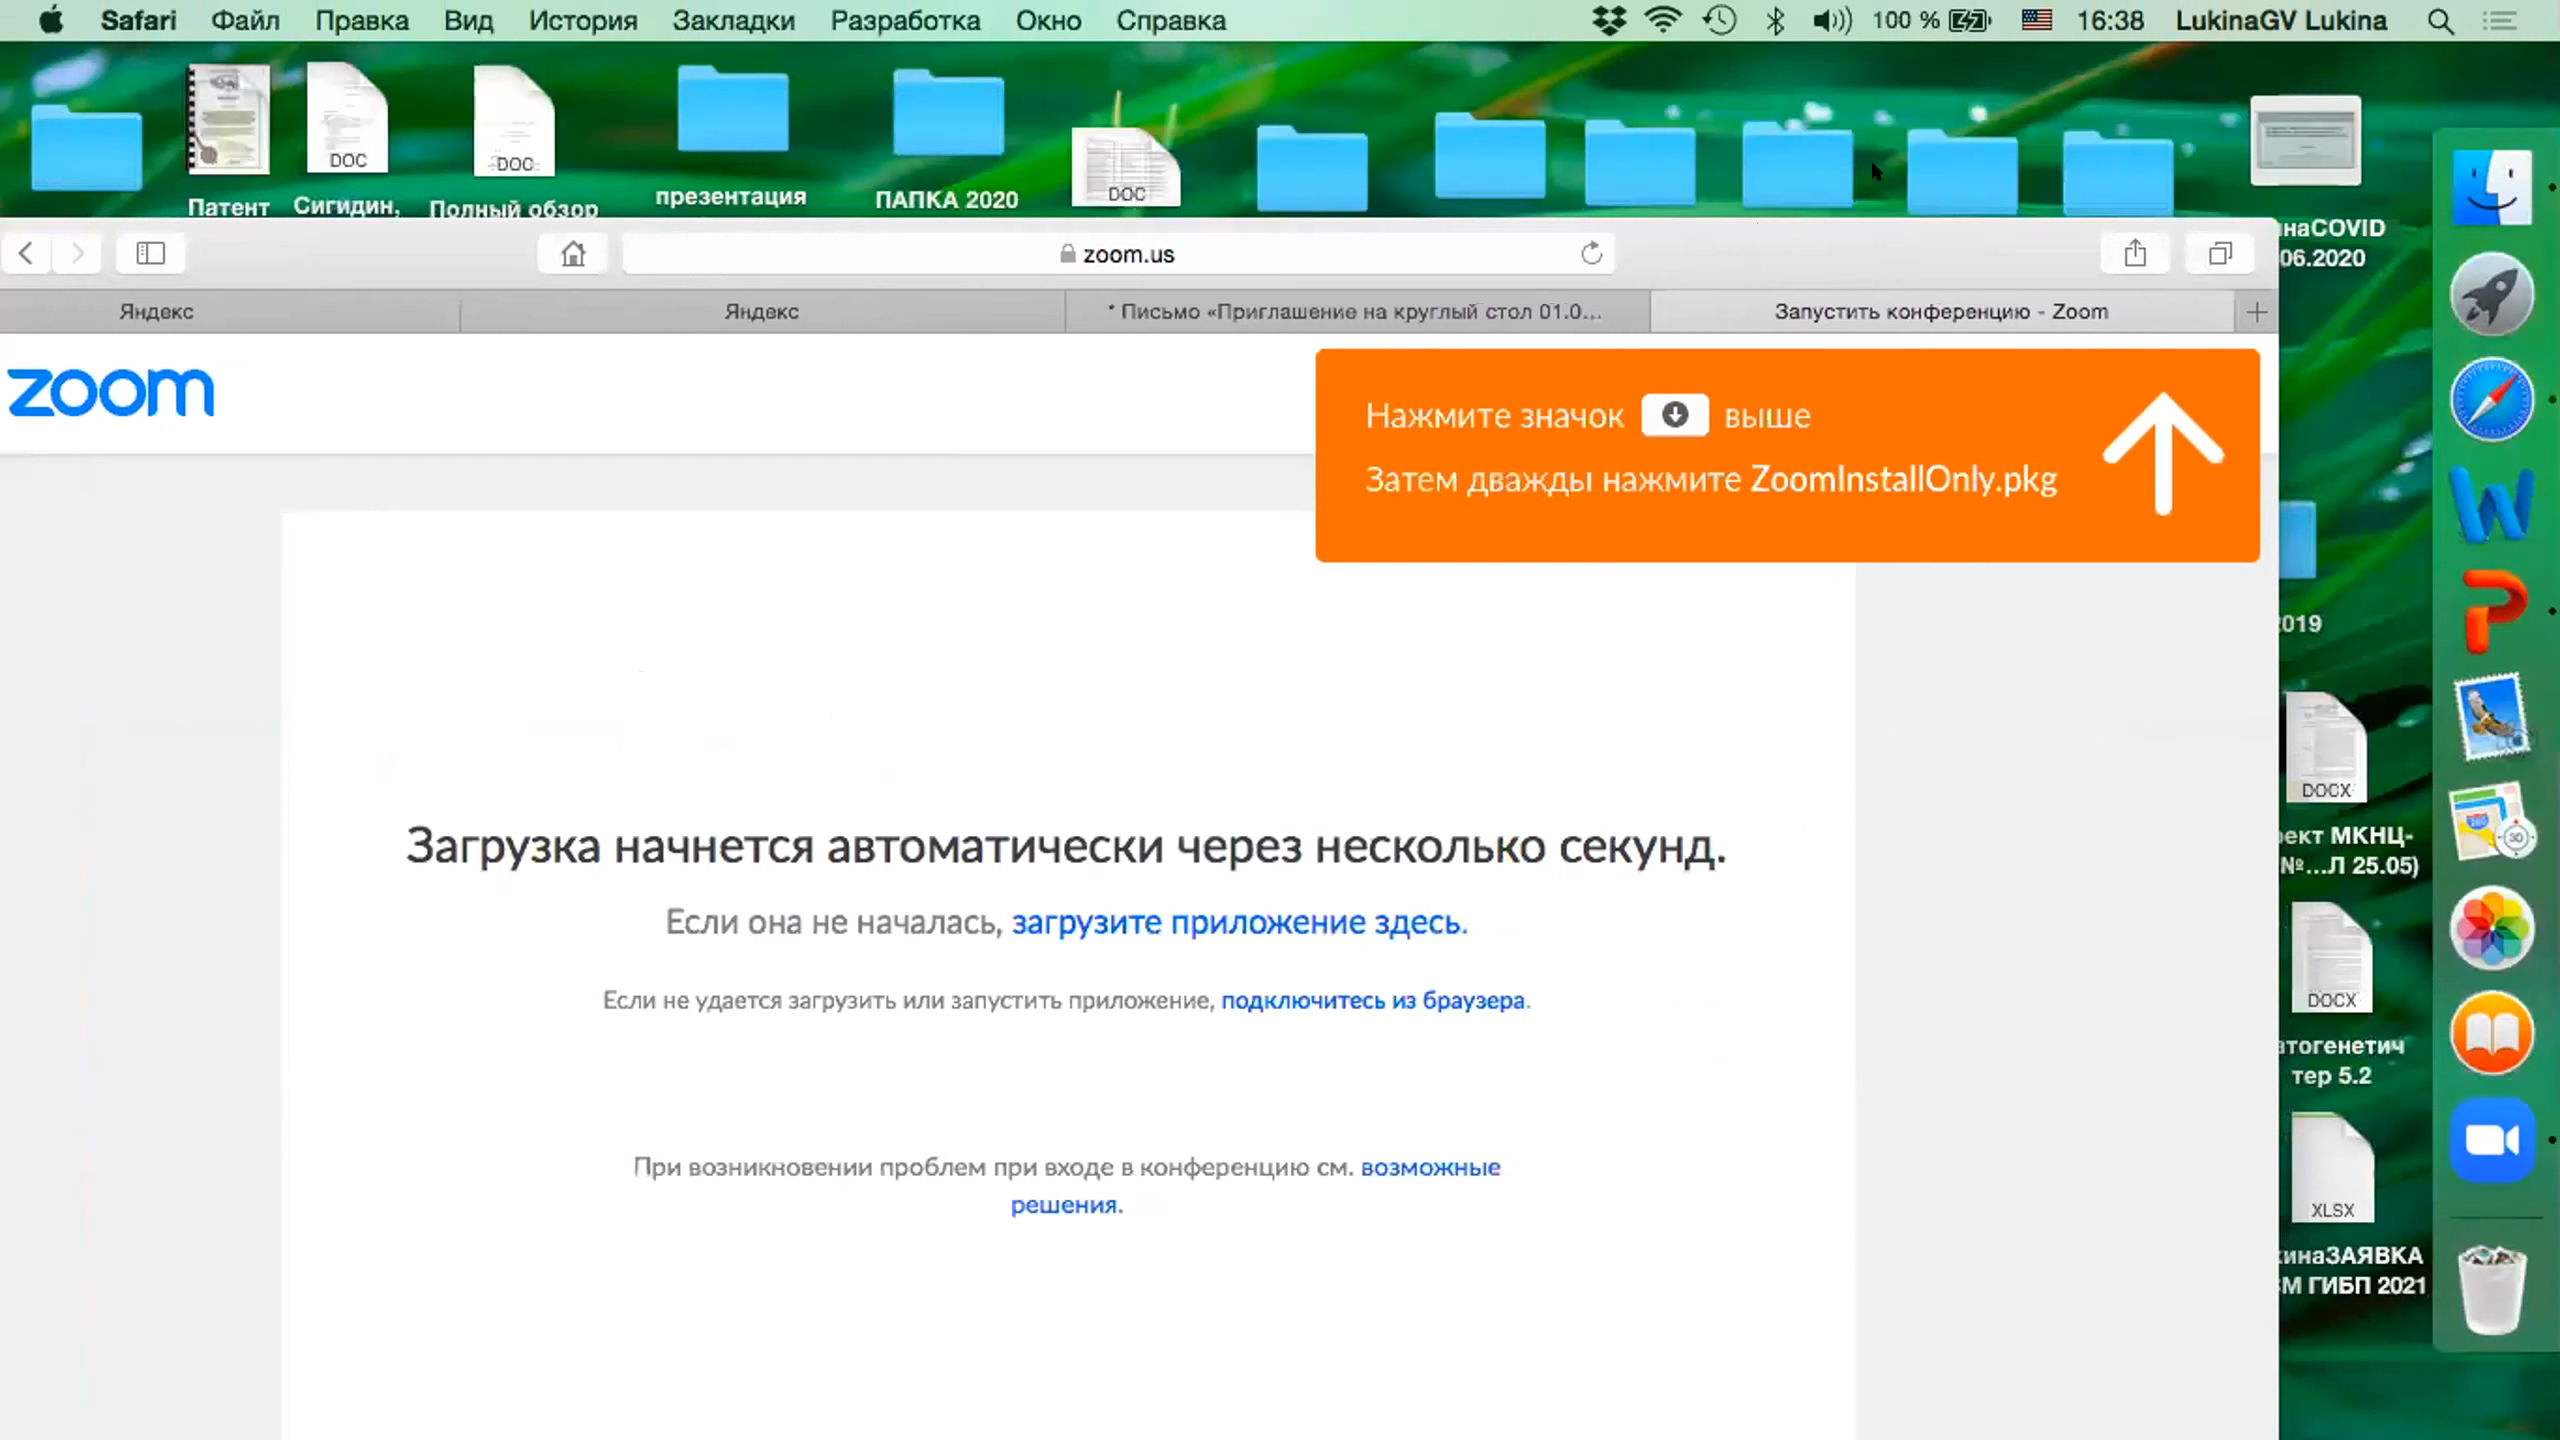 Safari Файл Правка Вид История Закладки Разработка Окно Справка 100 % 16:38 LukinaGV Lukina
DOC
DOC
DOC
Патент
Сигидин,
Полный обзор
презентация
ПАПКА 2020
zoom.us
Яндекс
Яндекс
* Письмо «Приглашение на круглый стол 01.0...
Запустить конференцию - Zoom
zoom
Нажмите значок выше
Затем дважды нажмите ZoomInstallOnly.pkg
Загрузка начнется автоматически через несколько секунд.
Если она не началась, загрузите приложение здесь.
Если не удается загрузить или запустить приложение, подключитесь из браузера.
При возникновении проблем при входе в конференцию см. возможные
решения.
наCOVID
06.2020
2019
DOCX
ект МКНЦ-
№...Л 25.05)
DOCX
атогенетич
тер 5.2
XLSX
кинаЗАЯВКА
М ГИБП 2021
3D